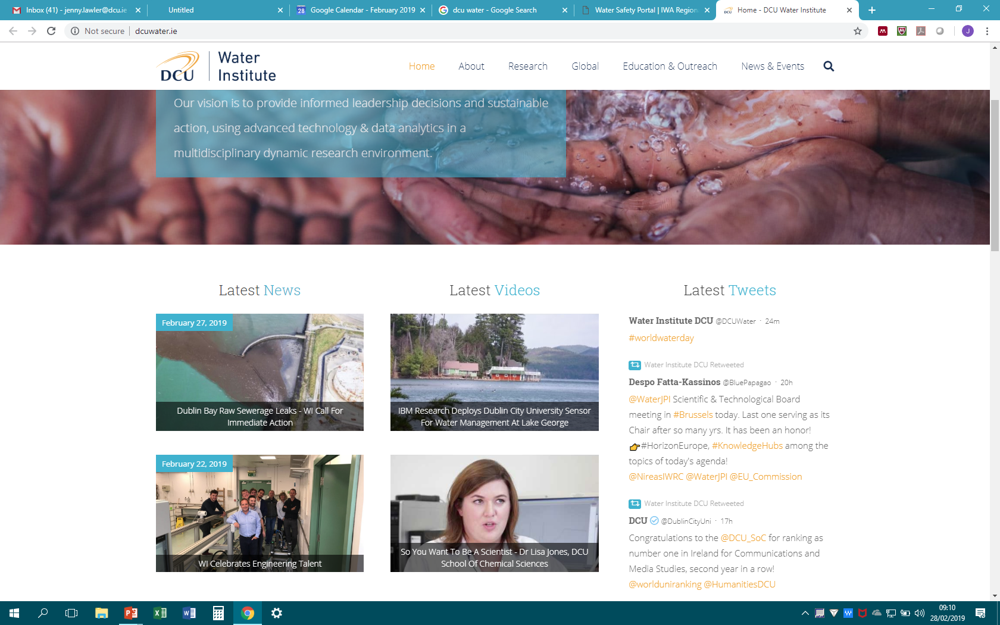 Inbox (41) - jenny.lawler@dcu.ie
Untitled
28
Google Calendar - February 2019
dcu water - Google Search
Water Safety Portal | IWA Region
DCU
Home - DCU Water Institute
Not secure
dcuwater.ie
J
DCU
Water
Institute
Home
About
Research
Global
Education & Outreach
News & Events
Our vision is to provide informed leadership decisions and sustainable
action, using advanced technology & data analytics in a
multidisciplinary dynamic research environment.
Latest News
February 27, 2019
Dublin Bay Raw Sewerage Leaks - WI Call For
Immediate Action
February 22, 2019
WI Celebrates Engineering Talent
Latest Videos
IBM Research Deploys Dublin City University Sensor
For Water Management At Lake George
So You Want To Be A Scientist - Dr Lisa Jones, DCU
School Of Chemical Sciences
Latest Tweets
Water Institute DCU @DCUWater · 24m
#worldwaterday
Water Institute DCU Retweeted
Despo Fatta-Kassinos @BluePapagao · 20h
@WaterJPI Scientific & Technological Board
meeting in #Brussels today. Last one serving as its
Chair after so many yrs. It has been an honor!
👉#HorizonEurope, #KnowledgeHubs among the
topics of today's agenda!
@NireasIWRC @WaterJPI @EU_Commission
Water Institute DCU Retweeted
DCU @DublinCityUni · 17h
Congratulations to the @DCU_SoC for ranking as
number one in Ireland for Communications and
Media Studies, second year in a row!
@worlduniranking @HumanitiesDCU
09:10
28/02/2019